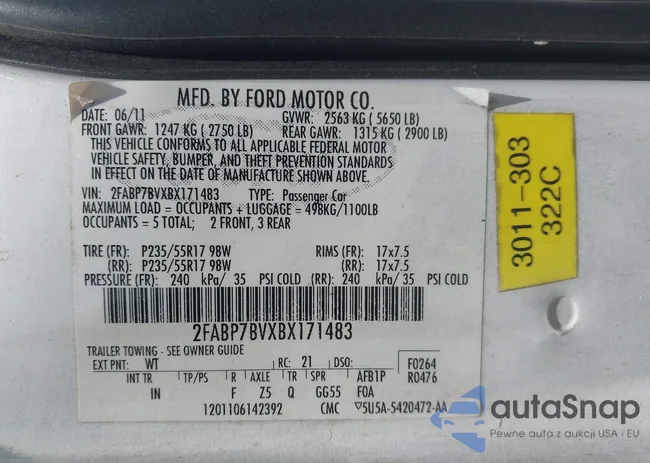 MFD. BY FORD MOTOR CO.
DATE: 06/11 GVWR: 2563 KG ( 5650 LB)
FRONT GAWR: 1247 KG ( 2750 LB) REAR GAWR: 1315 KG ( 2900 LB)
THIS VEHICLE CONFORMS TO ALL APPLICABLE FEDERAL MOTOR
VEHICLE SAFETY, BUMPER, AND THEFT PREVENTION STANDARDS
IN EFFECT ON THE DATE OF MANUFACTURE SHOWN ABOVE.
VIN: 2FABP7BVXBX171483 TYPE: Passenger Car
MAXIMUM LOAD = OCCUPANTS + LUGGAGE = 498KG/1100LB
OCCUPANTS = 5 TOTAL; 2 FRONT, 3 REAR
TIRE (FR): P235/55R17 98W RIMS (FR): 17x7.5
(RR): P235/55R17 98W (RR): 17x7.5
PRESSURE (FR): 240 kPa/ 35 PSI COLD (RR): 240 kPa/ 35 PSI COLD
2FABP7BVXBX171483
TRAILER TOWING - SEE OWNER GUIDE
EXT PNT: WT RC: 21 DSO: F0264
INT TR TP/PS R AXLE TR SPR AFB1P R0476
IN F Z5 Q GG55 F0A
1201106142392 CMC ▽5U5A-5420472-AA
3011-303
322C
autoSnap
Pewne auta z aukcji USA i EU